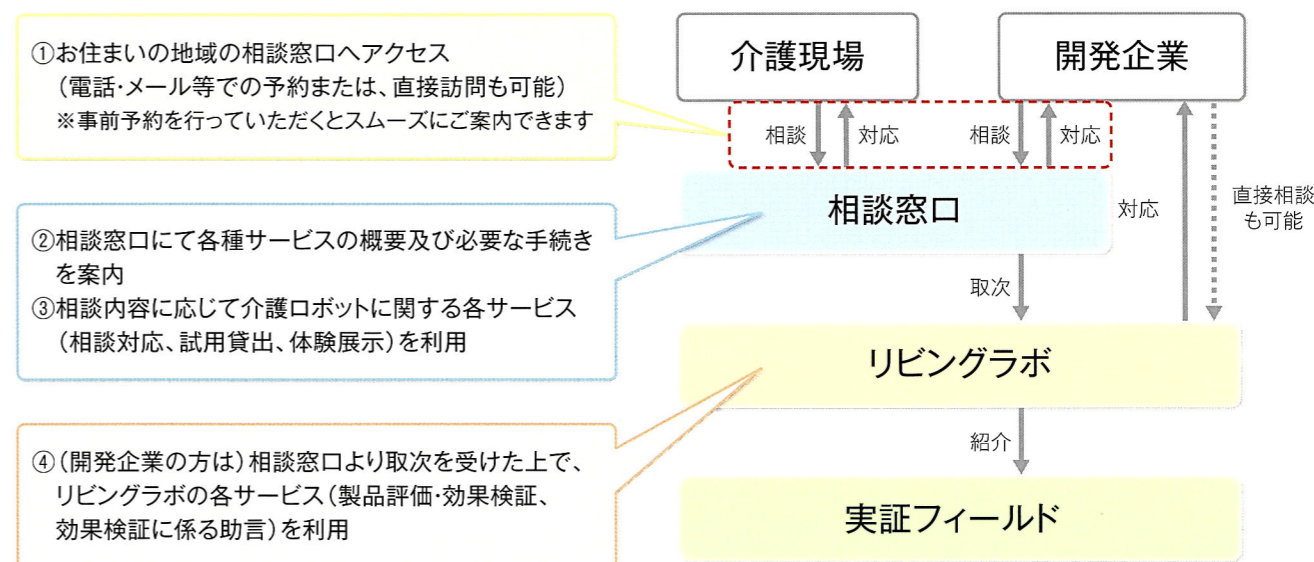 ①お住まいの地域の相談窓口へアクセス
（電話･メール等での予約または、直接訪問も可能）
※事前予約を行っていただくとスムーズにご案内できます
②相談窓口にて各種サービスの概要及び必要な手続き
を案内
③相談内容に応じて介護ロボットに関する各サービス
（相談対応、試用貸出、体験展示）を利用
④（開発企業の方は）相談窓口より取次を受けた上で、
リビングラボの各サービス（製品評価･効果検証、
効果検証に係る助言）を利用
介護現場
開発企業
相談
対応
相談
対応
相談窓口
対応
直接相談
も可能
取次
リビングラボ
紹介
実証フィールド